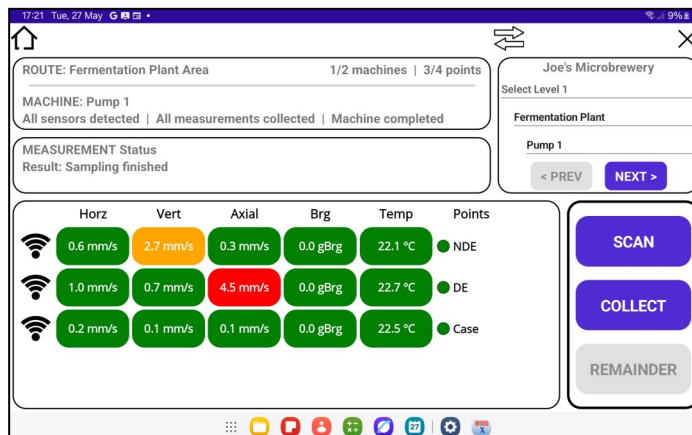 17:21 Tue, 27 May G
9%
ROUTE: Fermentation Plant Area 1/2 machines | 3/4 points
MACHINE: Pump 1
All sensors detected | All measurements collected | Machine completed
MEASUREMENT Status
Result: Sampling finished
Joe's Microbrewery
Select Level 1
Fermentation Plant
Pump 1
< PREV NEXT >
Horz Vert Axial Brg Temp Points
0.6 mm/s 2.7 mm/s 0.3 mm/s 0.0 gBrg 22.1 °C NDE
1.0 mm/s 0.7 mm/s 4.5 mm/s 0.0 gBrg 22.7 °C DE
0.2 mm/s 0.1 mm/s 0.1 mm/s 0.0 gBrg 22.5 °C Case
SCAN
COLLECT
REMAINDER
27